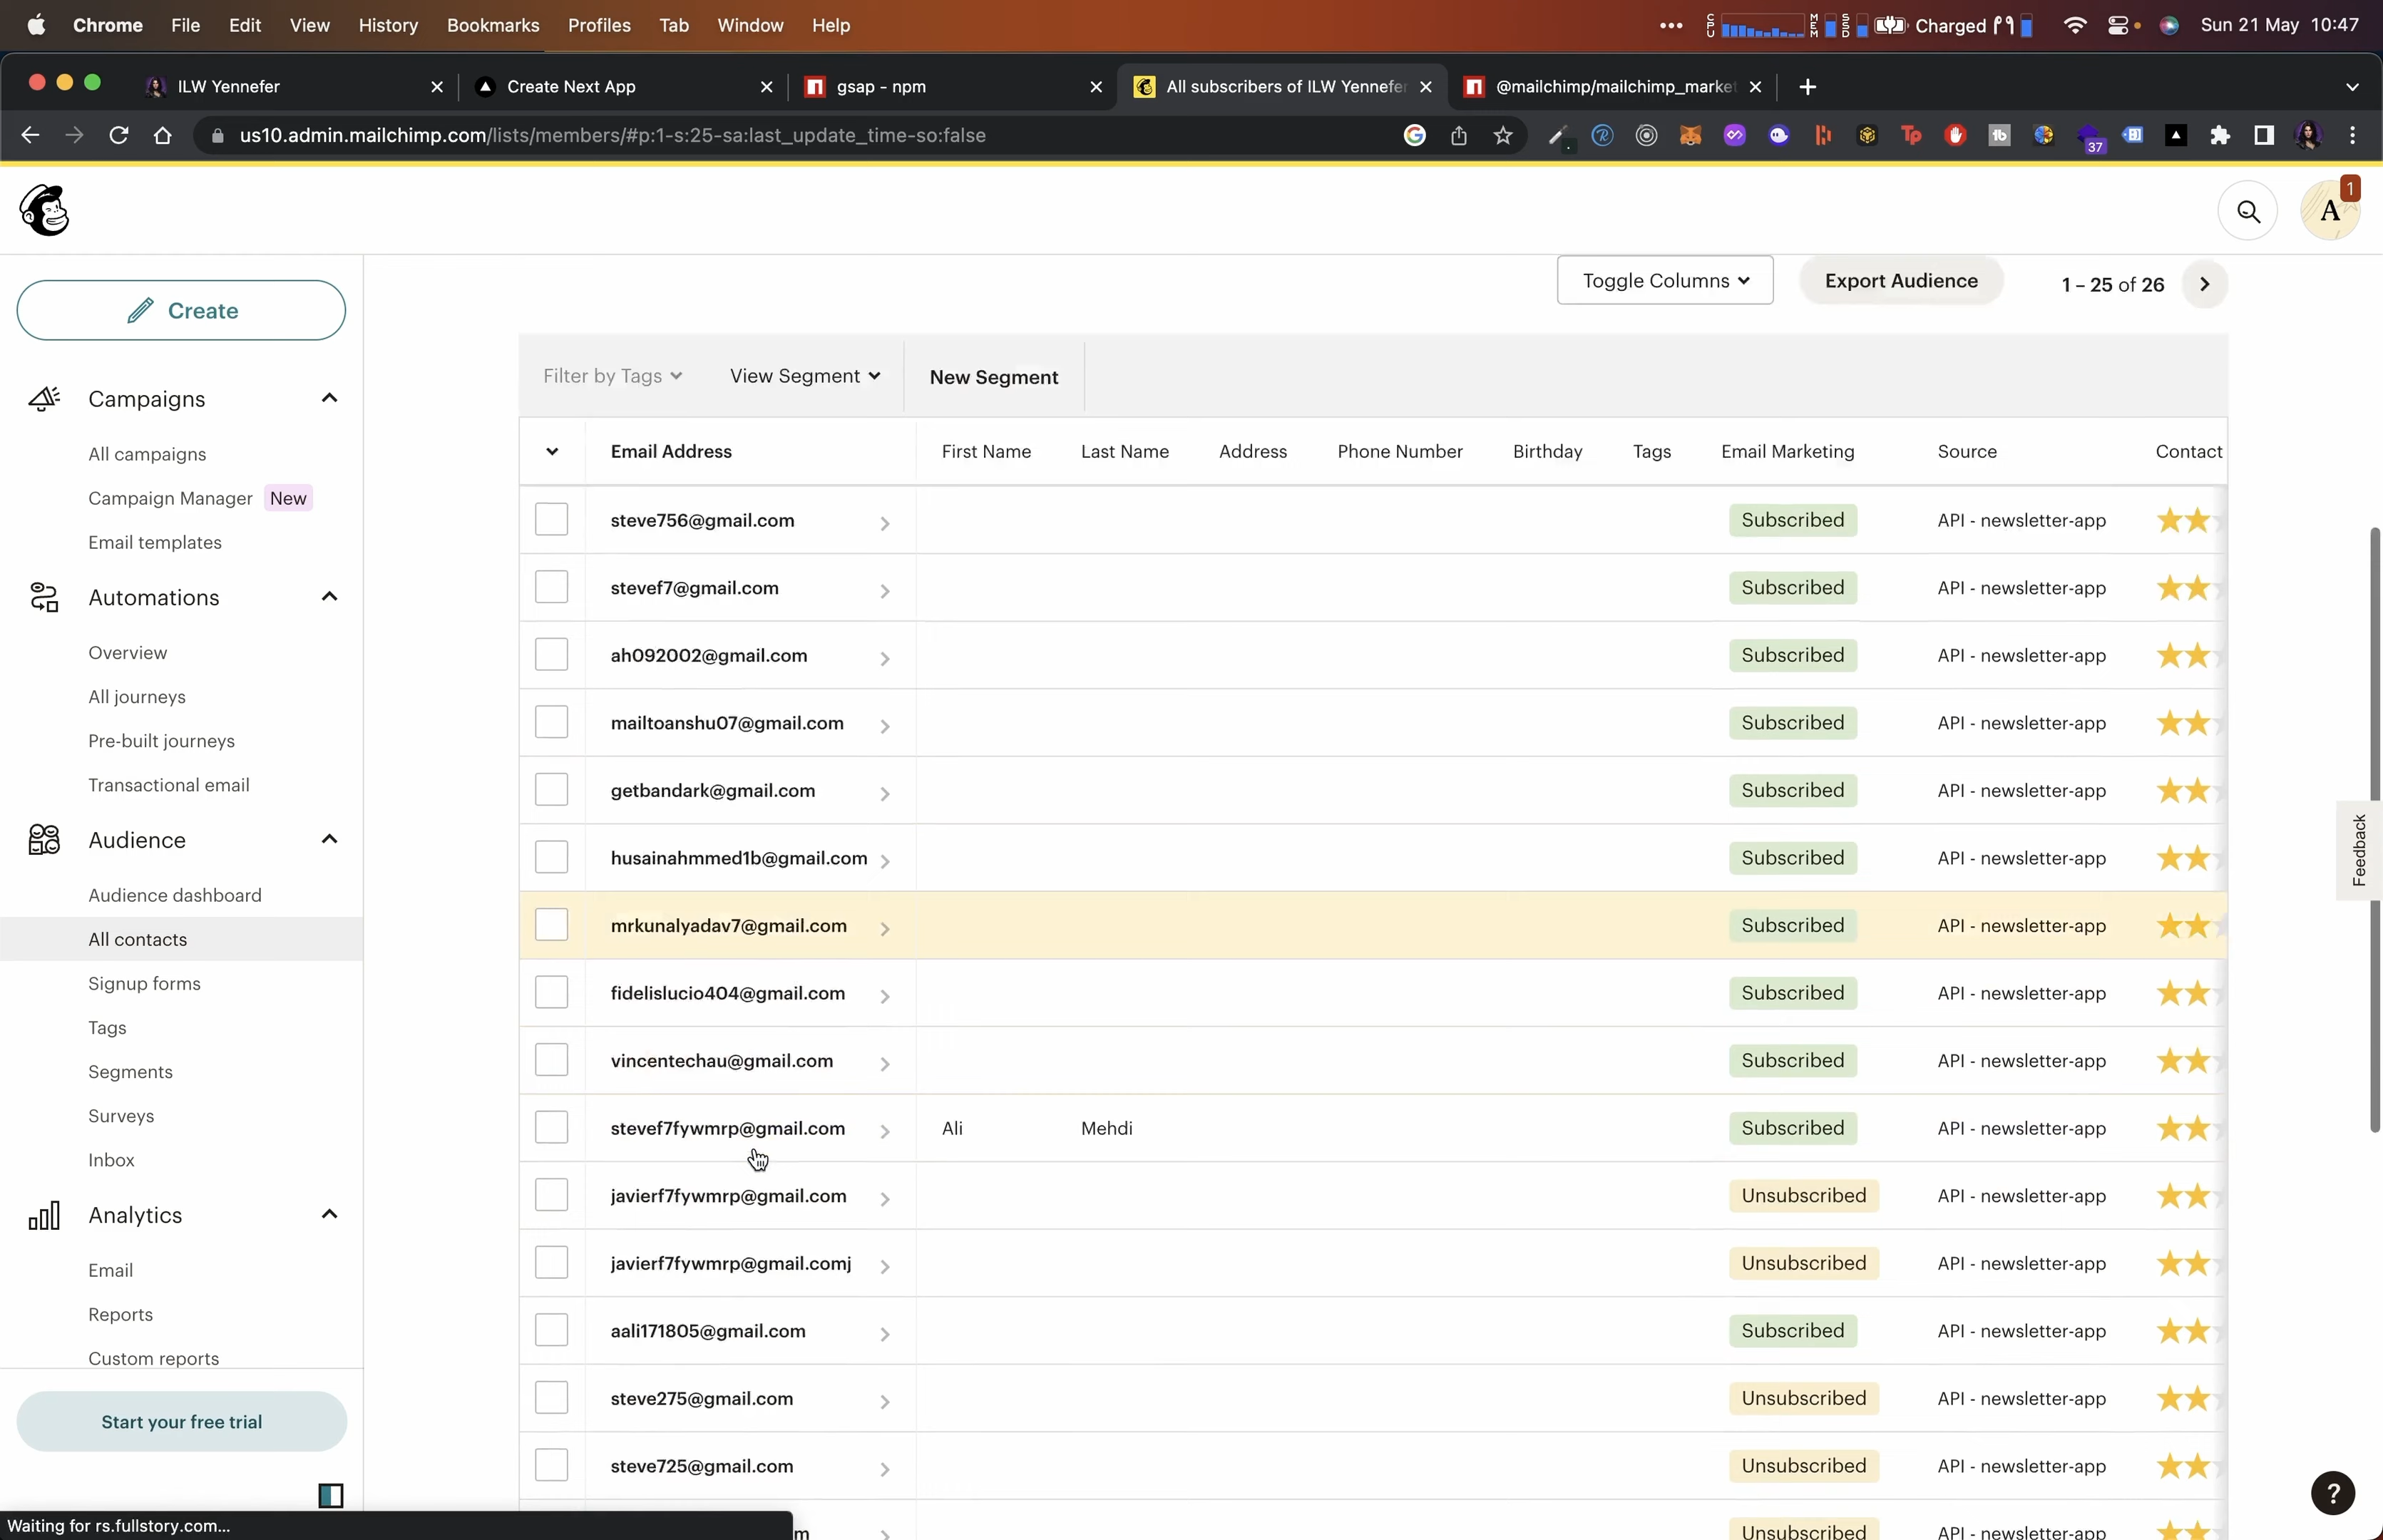 Chrome File Edit View History Bookmarks Profiles Tab Window Help CPU MEM SSD Charged Sun 21 May 10:47
ILW Yennefer Create Next App gsap - npm All subscribers of ILW Yennefer @mailchimp/mailchimp_market
us10.admin.mailchimp.com/lists/members/#p:1-s:25-sa:last_update_time-so:false 37
A 1
Create
Toggle Columns Export Audience 1 – 25 of 26
Campaigns
All campaigns
Campaign Manager New
Email templates
Automations
Overview
All journeys
Pre-built journeys
Transactional email
Audience
Audience dashboard
All contacts
Signup forms
Tags
Segments
Surveys
Inbox
Analytics
Email
Reports
Custom reports
Start your free trial
Filter by Tags View Segment New Segment
Email Address First Name Last Name Address Phone Number Birthday Tags Email Marketing Source Contact
steve756@gmail.com Subscribed API - newsletter-app
stevef7@gmail.com Subscribed API - newsletter-app
ah092002@gmail.com Subscribed API - newsletter-app
mailtoanshu07@gmail.com Subscribed API - newsletter-app
getbandark@gmail.com Subscribed API - newsletter-app
husainahmmed1b@gmail.com Subscribed API - newsletter-app
mrkunalyadav7@gmail.com Subscribed API - newsletter-app
fidelislucio404@gmail.com Subscribed API - newsletter-app
vincentechau@gmail.com Subscribed API - newsletter-app
stevef7fywmrp@gmail.com Ali Mehdi Subscribed API - newsletter-app
javierf7fywmrp@gmail.com Unsubscribed API - newsletter-app
javierf7fywmrp@gmail.comj Unsubscribed API - newsletter-app
aali171805@gmail.com Subscribed API - newsletter-app
steve275@gmail.com Unsubscribed API - newsletter-app
steve725@gmail.com Unsubscribed API - newsletter-app
Unsubscribed API - newsletter-app
Feedback
?
Waiting for rs.fullstory.com...